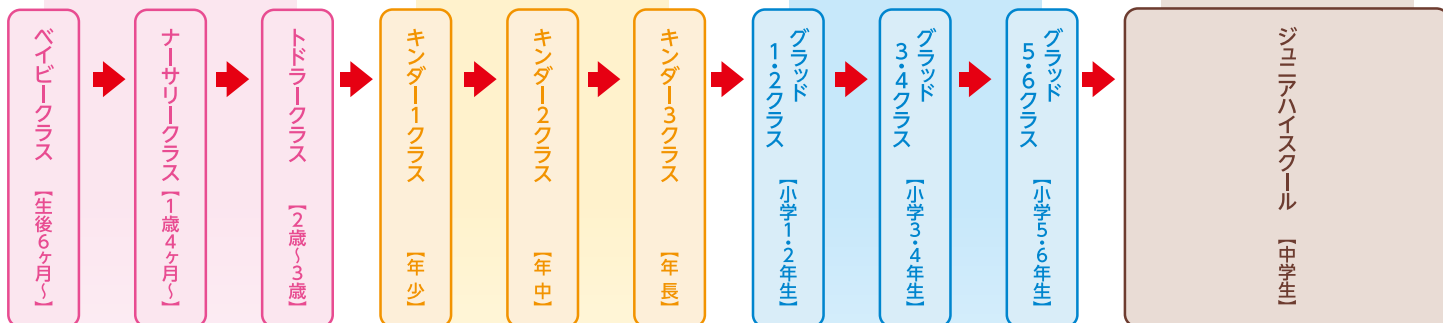 ベイビークラス
【生後6ヶ月～】
ナーサリークラス
【1歳4ヶ月～】
トドラークラス
【2歳～3歳】
キンダー1クラス
【年少】
キンダー2クラス
【年中】
キンダー3クラス
【年長】
グラッド
1・2クラス
【小学1・2年生】
グラッド
3・4クラス
【小学3・4年生】
グラッド
5・6クラス
【小学5・6年生】
ジュニアハイスクール
【中学生】